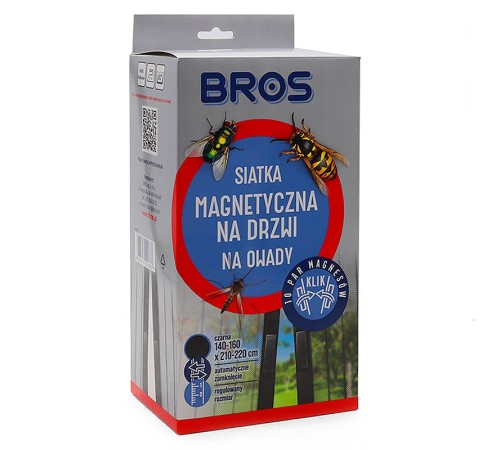 BROS
SIATKA
MAGNETYCZNA
NA DRZWI
NA OWADY
10 PAR MAGNESÓW
KLIK
czarna
140-160
x 210-220 cm
automatyczne
zamknięcie
regulowany
rozmiar